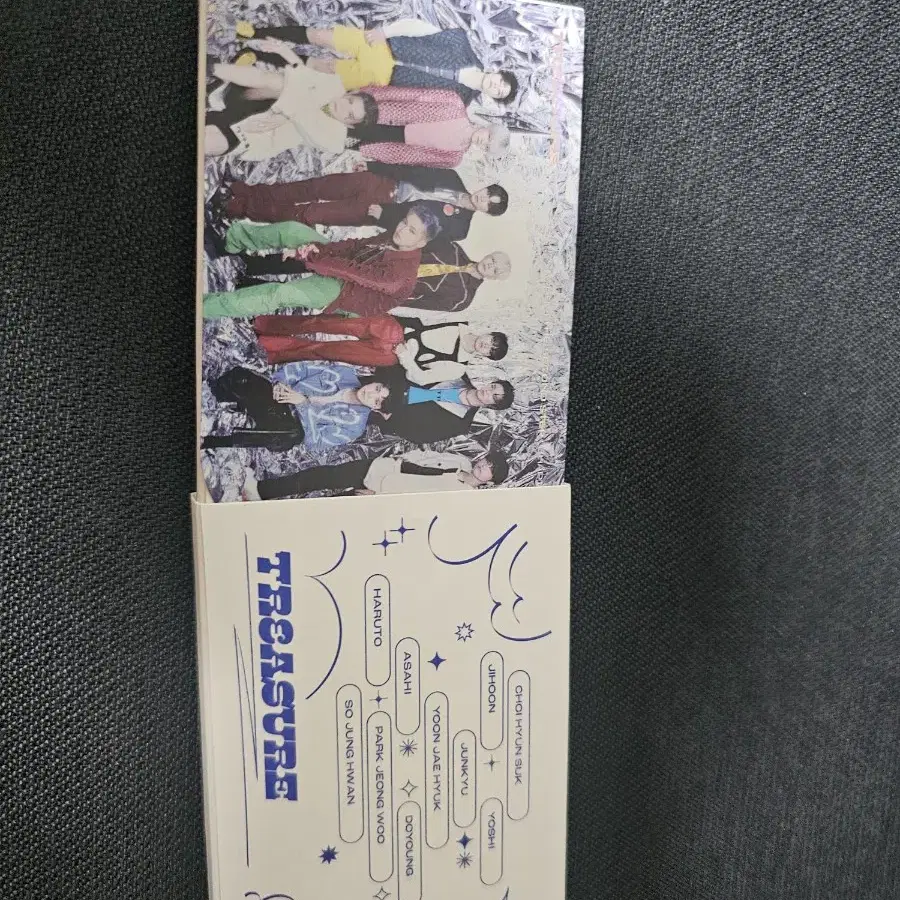 CHOI HYUN SUK
JIHOON YOSHI
JUNKYU
YOON JAE HYUK
ASAHI DOYOUNG
HARUTO PARK JEONG WOO
SO JUNG HWAN
TREASURE